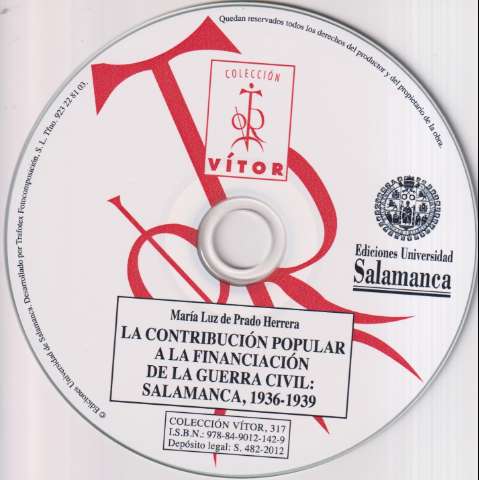 Quedan reservados todos los derechos del productor y del propietario de la obra.
COLECCIÓN
VÍTOR
Ediciones Universidad
Salamanca
María Luz de Prado Herrera
LA CONTRIBUCIÓN POPULAR
A LA FINANCIACIÓN
DE LA GUERRA CIVIL:
SALAMANCA, 1936-1939
COLECCIÓN VÍTOR, 317
I.S.B.N.: 978-84-9012-142-9
Depósito legal: S. 482-2012
© Ediciones Universidad de Salamanca. Desarrollado por Trafotex Fotocomposición, S. L. Tfno. 923 22 81 03.